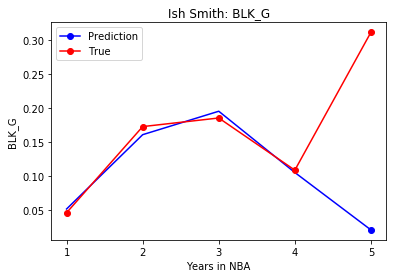 Ish Smith: BLK_G
Prediction
True
BLK_G
0.30
0.25
0.20
0.15
0.10
0.05
1 2 3 4 5
Years in NBA